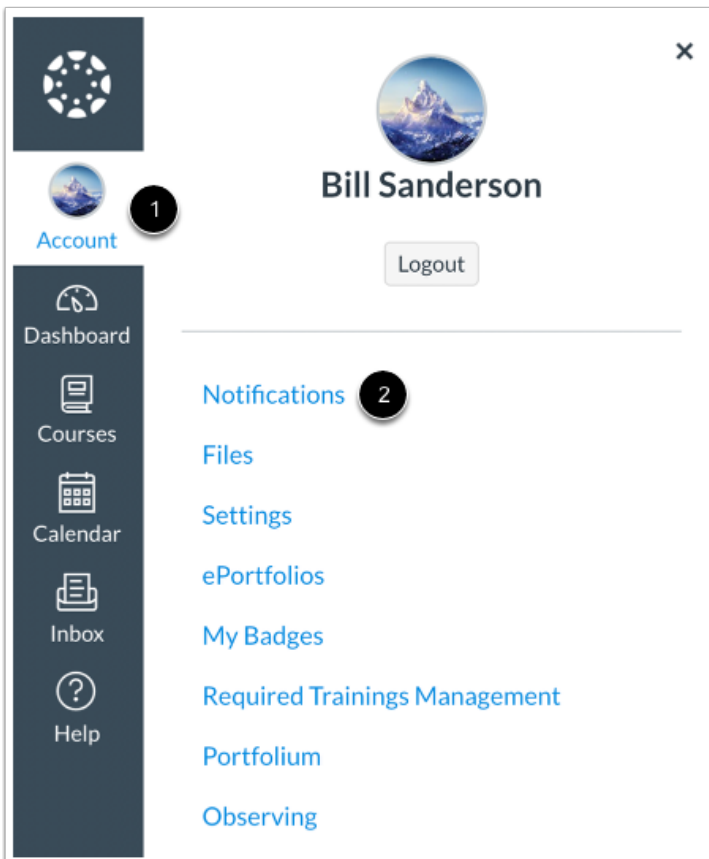 Account
Dashboard
Courses
Calendar
Inbox
Help
1
×
Bill Sanderson
Logout
Notifications 2
Files
Settings
ePortfolios
My Badges
Required Trainings Management
Portfolium
Observing